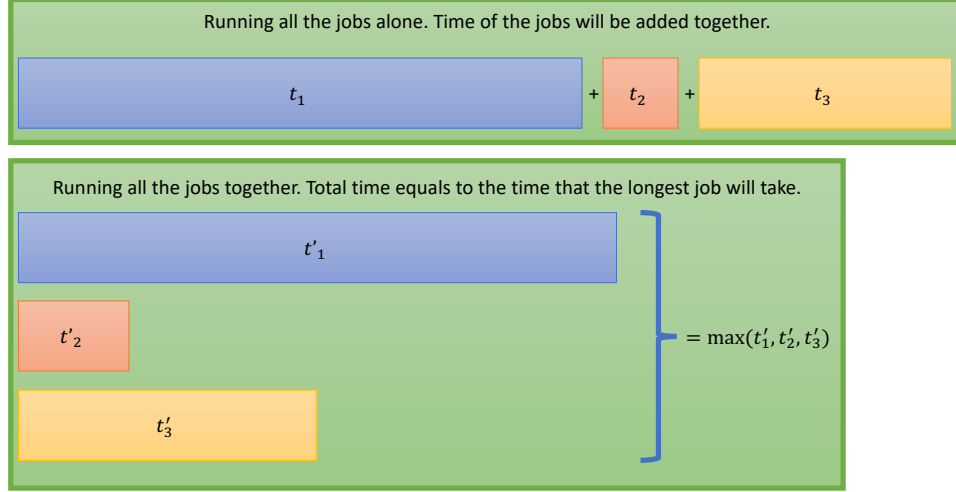 Running all the jobs alone. Time of the jobs will be added together.
t₁ + t₂ + t₃
Running all the jobs together. Total time equals to the time that the longest job will take.
t'₁
t'₂
t′₃
= max(t′₁, t′₂, t′₃)